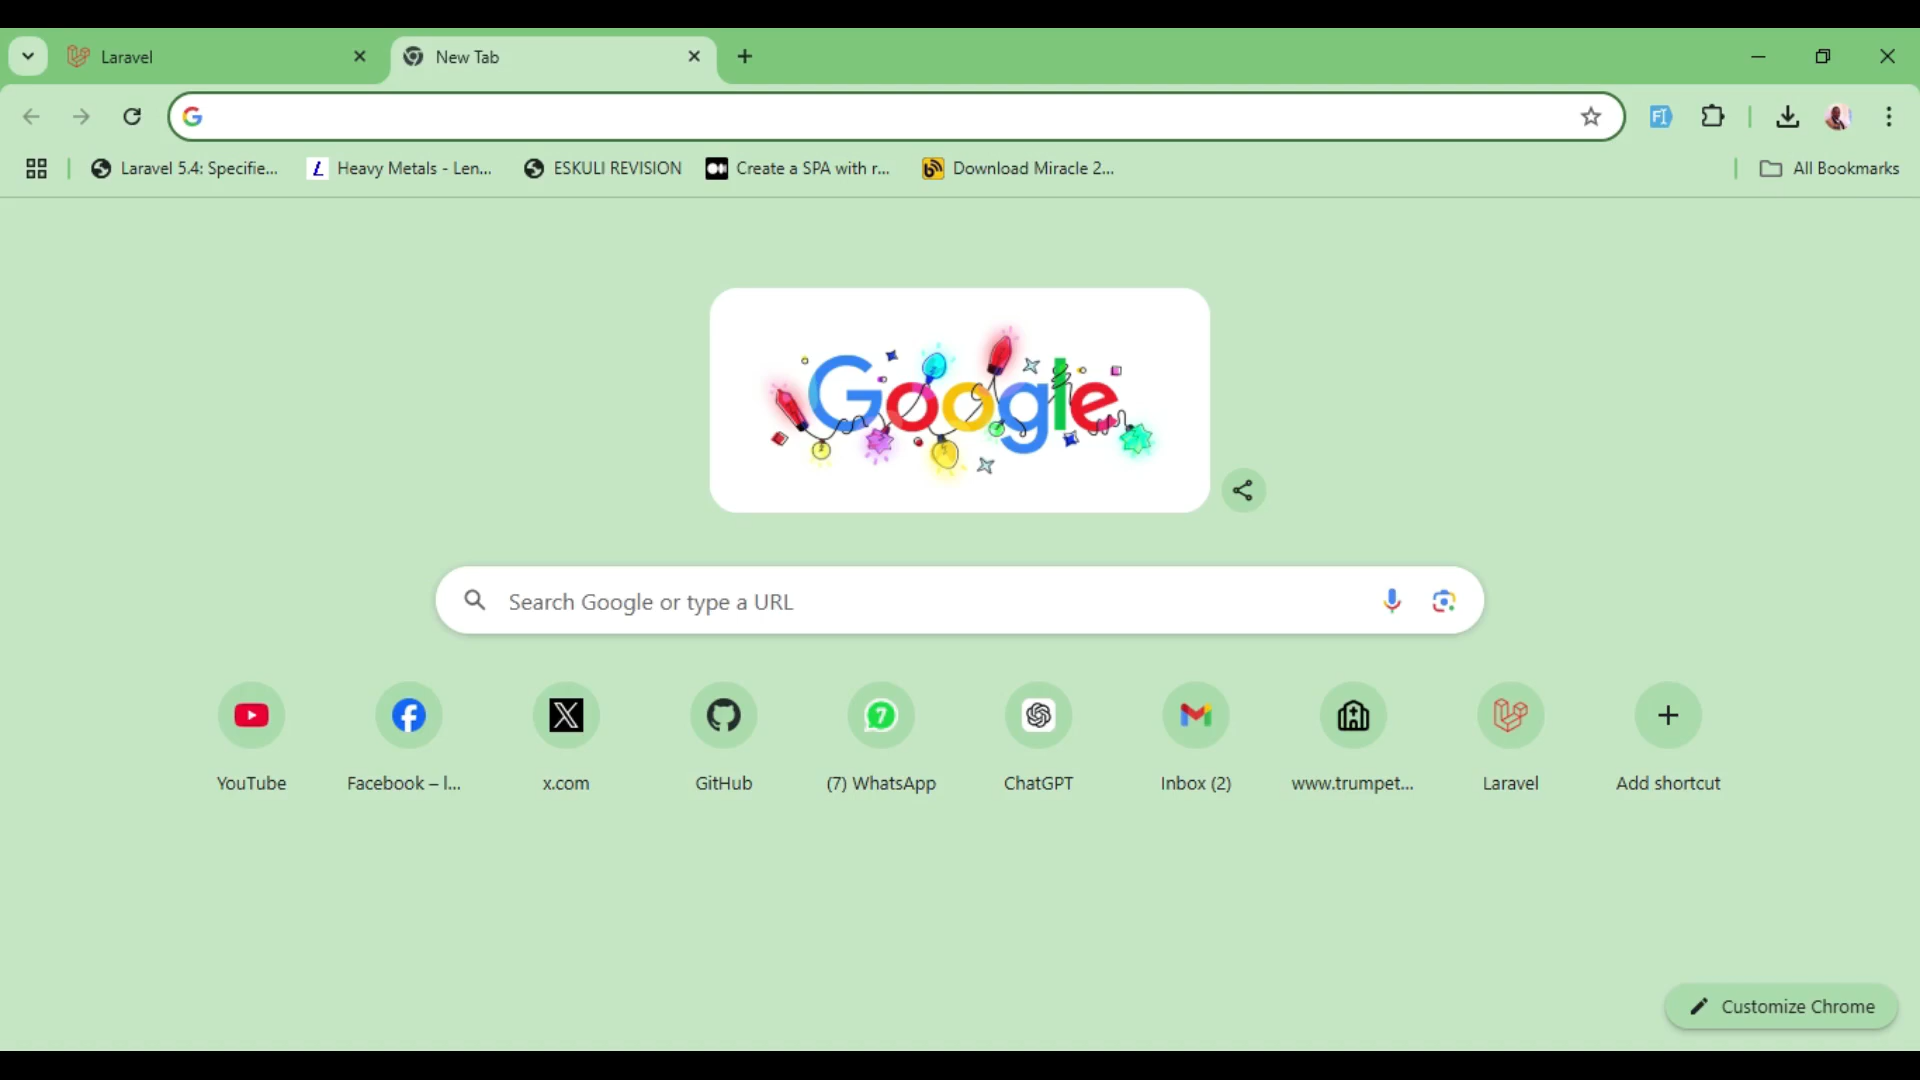 Laravel
New Tab
Laravel 5.4: Specifie...
Heavy Metals - Len...
ESKULI REVISION
Create a SPA with r...
Download Miracle 2...
All Bookmarks
Google
Search Google or type a URL
YouTube
Facebook – l...
x.com
GitHub
(7) WhatsApp
ChatGPT
Inbox (2)
www.trumpet...
Laravel
Add shortcut
Customize Chrome